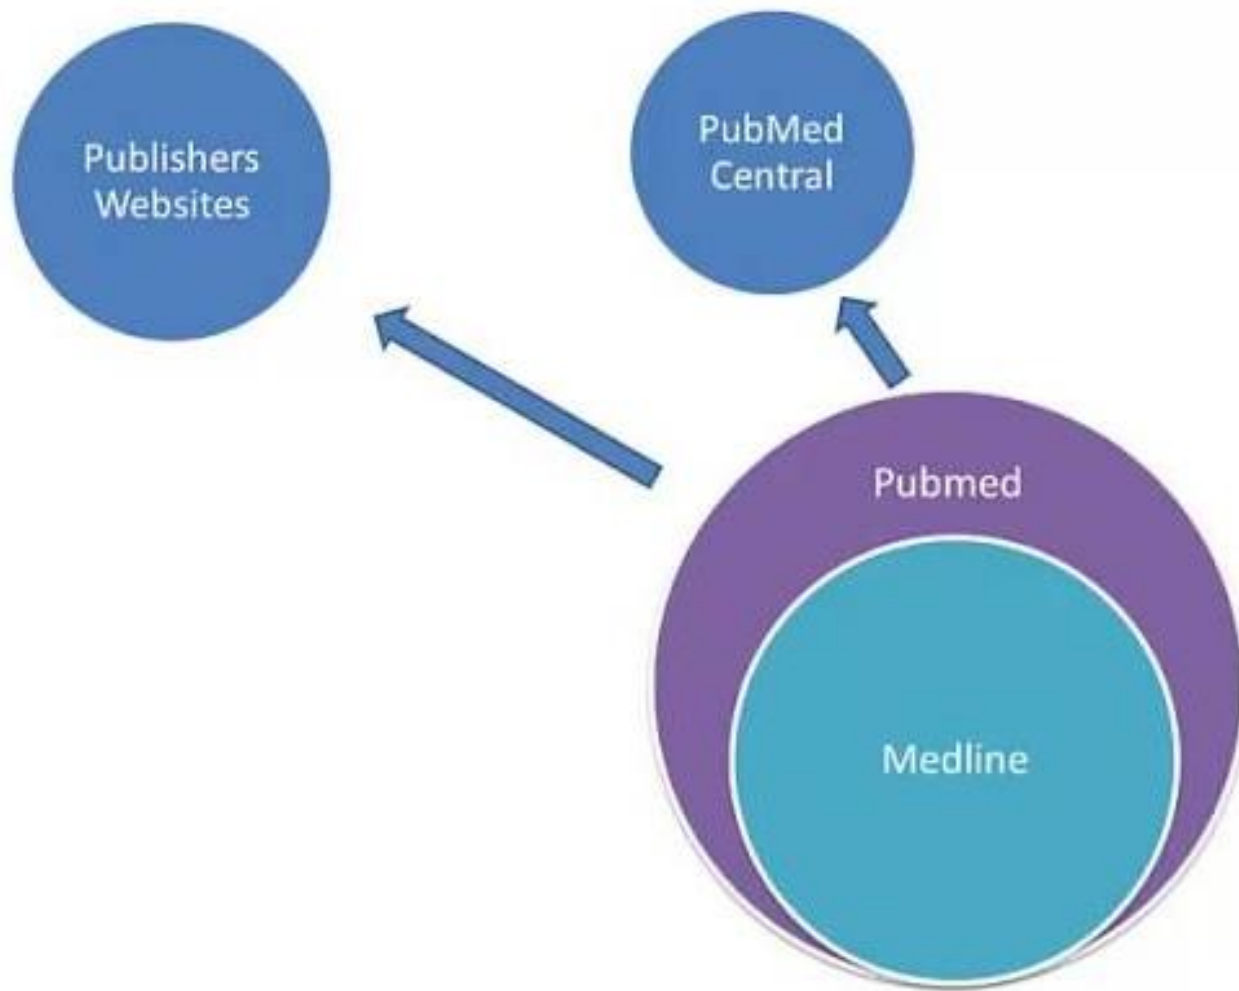 Publishers
Websites
PubMed
Central
Pubmed
Medline